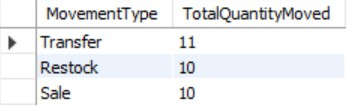 MovementType TotalQuantityMoved
Transfer 11
Restock 10
Sale 10